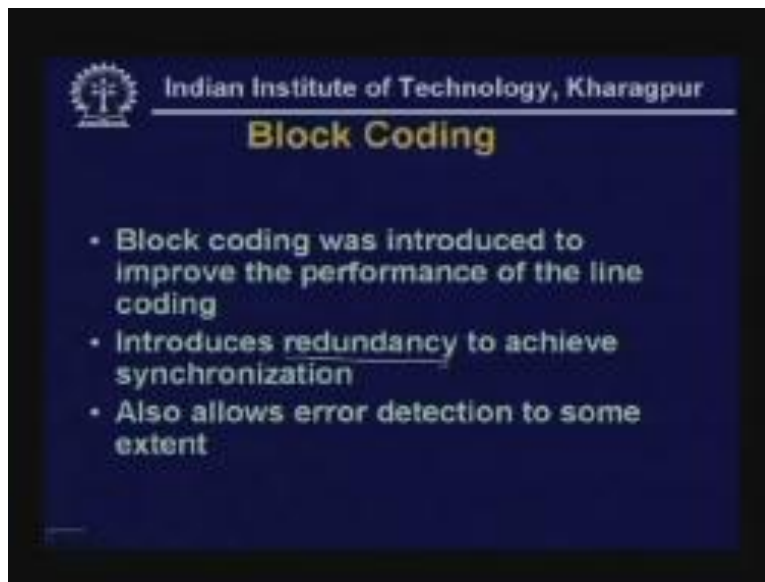 Indian Institute of Technology, Kharagpur
Block Coding
• Block coding was introduced to
improve the performance of the line
coding
• Introduces redundancy to achieve
synchronization
• Also allows error detection to some
extent